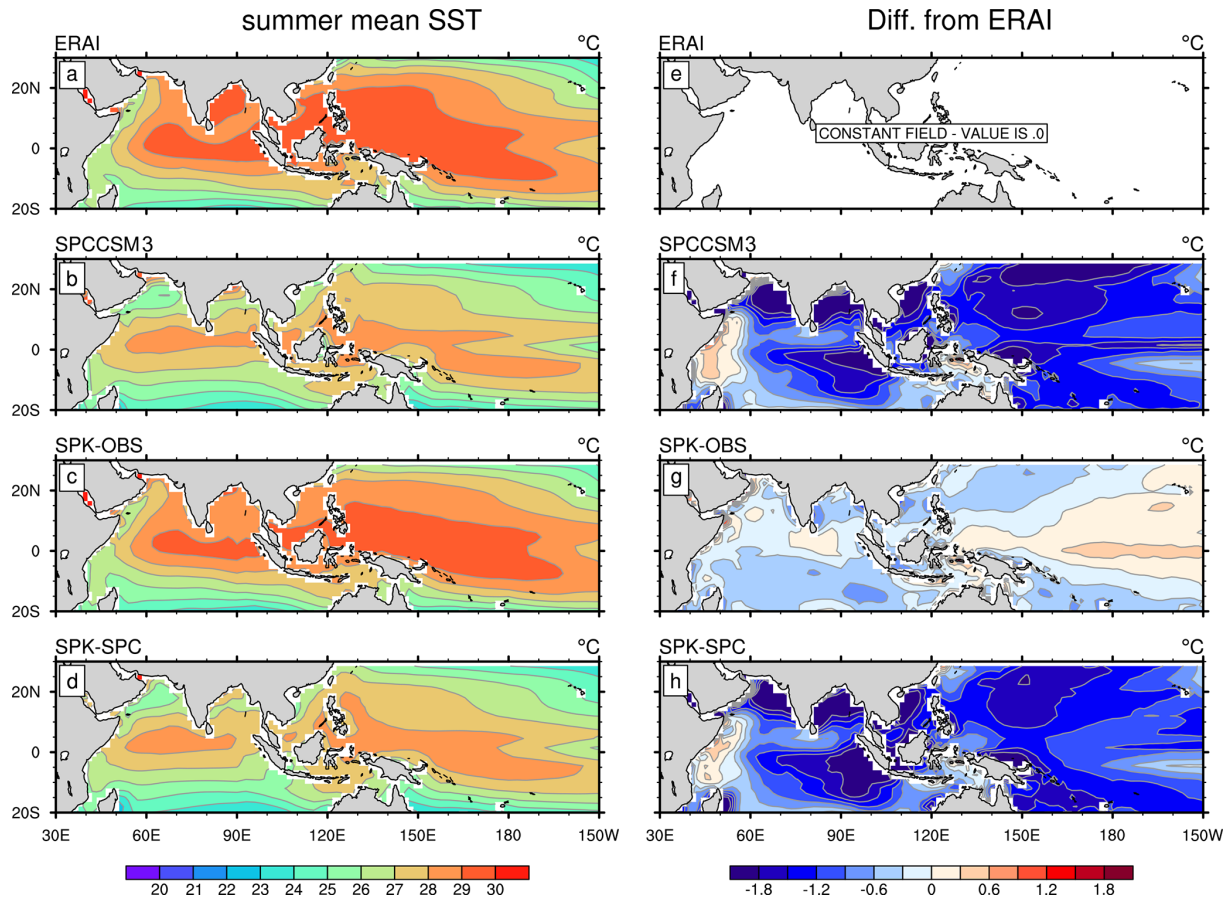 summer mean SST Diff. from ERAI
ERAI °C ERAI °C
a e
20N
0
20S
CONSTANT FIELD - VALUE IS .0
SPCCSM3 °C SPCCSM3 °C
b f
20N
0
20S
SPK-OBS °C SPK-OBS °C
c g
20N
0
20S
SPK-SPC °C SPK-SPC °C
d h
20N
0
20S
30E 60E 90E 120E 150E 180 150W 30E 60E 90E 120E 150E 180 150W
20 21 22 23 24 25 26 27 28 29 30 -1.8 -1.2 -0.6 0 0.6 1.2 1.8